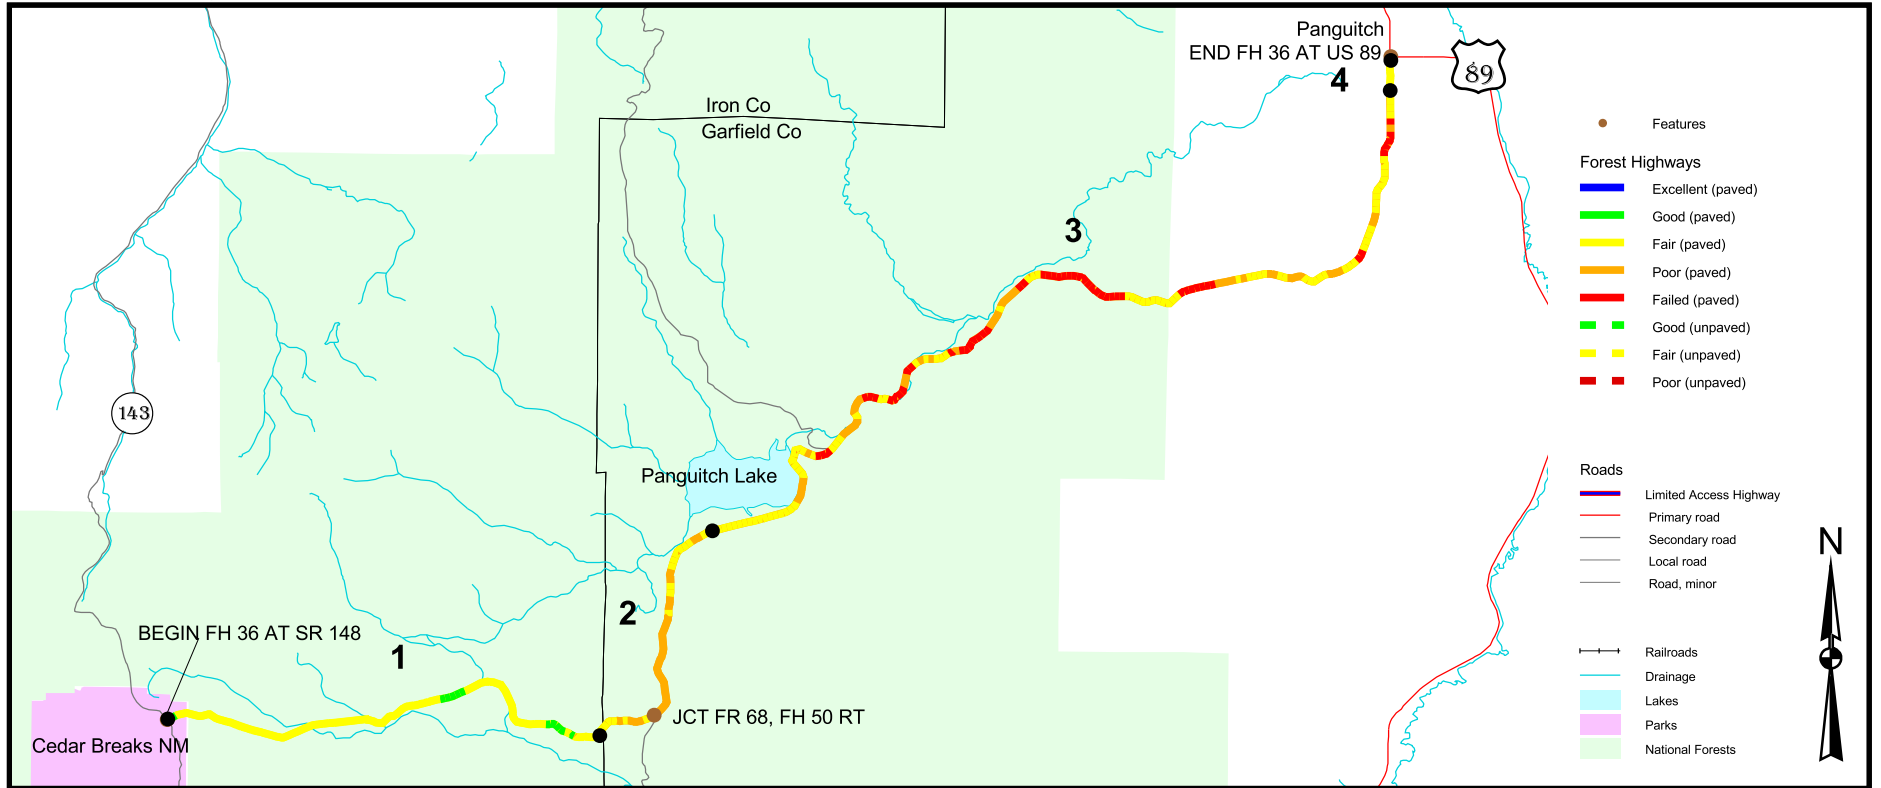 Panguitch
END FH 36 AT US 89
4
89
Iron Co
Garfield Co
3
143
Panguitch Lake
2
BEGIN FH 36 AT SR 148
1
JCT FR 68, FH 50 RT
Cedar Breaks NM
Features
Forest Highways
Excellent (paved)
Good (paved)
Fair (paved)
Poor (paved)
Failed (paved)
Good (unpaved)
Fair (unpaved)
Poor (unpaved)
Roads
Limited Access Highway
Primary road
Secondary road
Local road
Road, minor
Railroads
Drainage
Lakes
Parks
National Forests
N